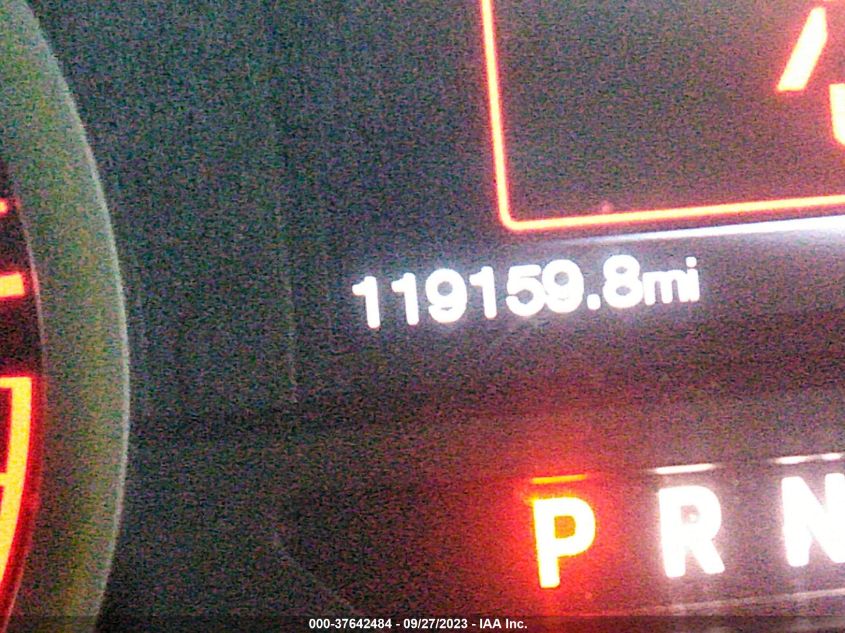 119159.8mi
P R N
000-37642484 - 09/27/2023 - IAA Inc.